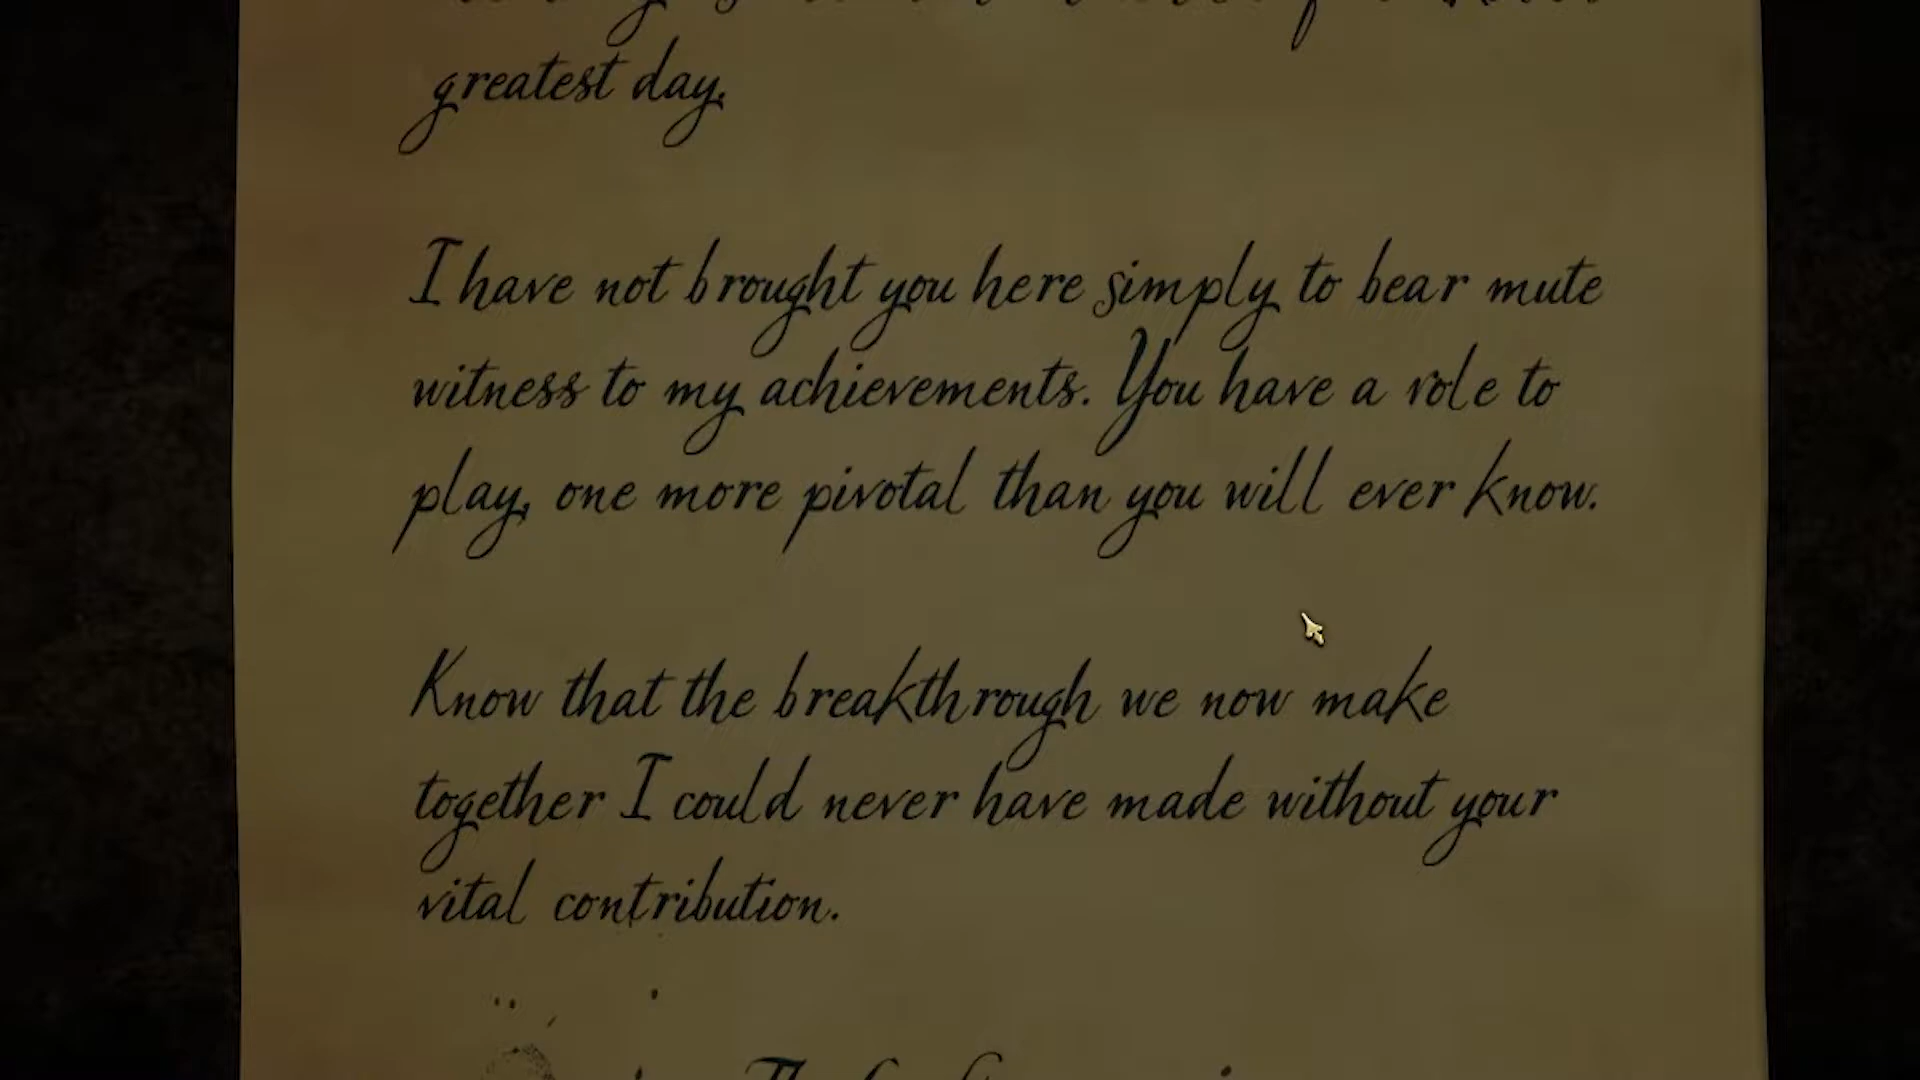 greatest day.
I have not brought you here simply to bear mute
witness to my achievements. You have a role to
play, one more pivotal than you will ever know.
Know that the breakthrough we now make
together I could never have made without your
vital contribution.